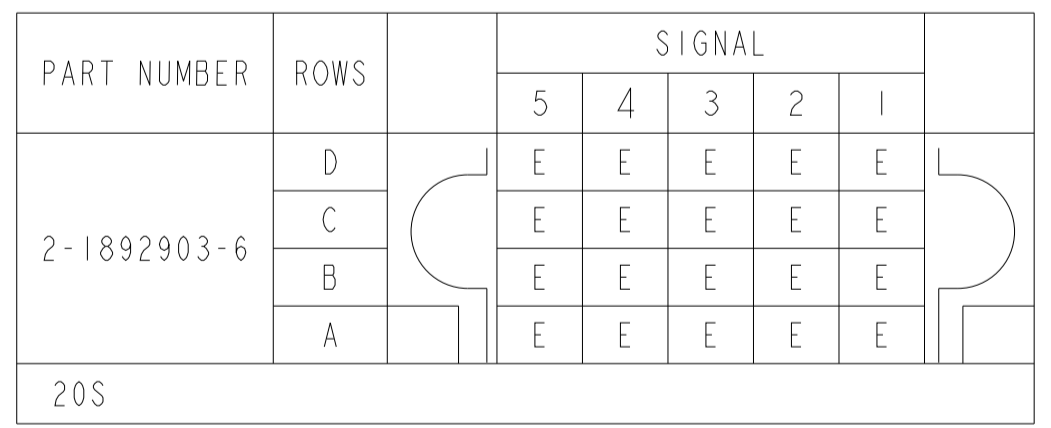 PART NUMBER ROWS SIGNAL
5 4 3 2 1
D E E E E E
C E E E E E
2-1892903-6
B E E E E E
A E E E E E
20S